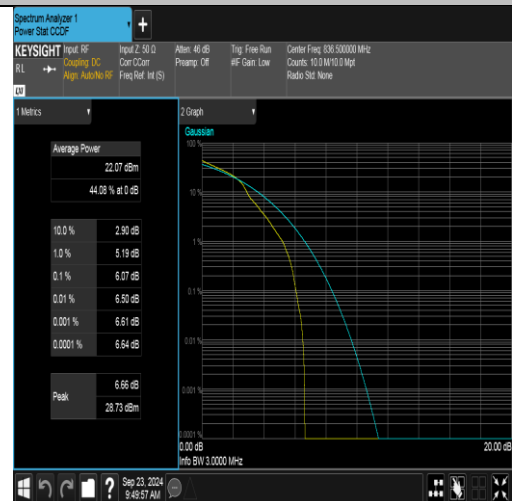 Spectrum Analyzer 1
Power Stat CCDF
+
KEYSIGHT
RL
Input: RF
Coupling: DC
Align: Auto/No RF
Input Z: 50 Ω
Corr CCorr
Freq Ref: Int (S)
Atten: 46 dB
Preamp: Off
Trig: Free Run
#IF Gain: Low
Center Freq: 836.500000 MHz
Counts: 10.0 M/10.0 Mpt
Radio Std: None
1 Metrics
Average Power
22.07 dBm
44.08 % at 0 dB
10.0 % 2.90 dB
1.0 % 5.19 dB
0.1 % 6.07 dB
0.01 % 6.50 dB
0.001 % 6.61 dB
0.0001 % 6.64 dB
Peak
6.66 dB
28.73 dBm
2 Graph
Gaussian
100 %
10 %
1 %
0.1 %
0.01 %
0.001 %
0.0001 %
0.00 dB 20.00 dB
Info BW 3.0000 MHz
?
Sep 23, 2024
9:49:57 AM